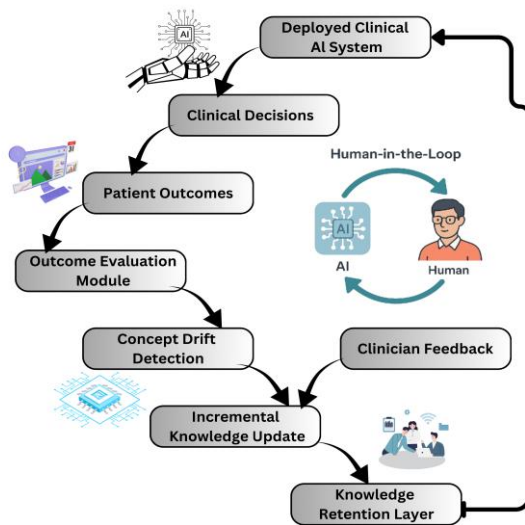 AI
Deployed Clinical
AI System
Clinical Decisions
Human-in-the-Loop
Patient Outcomes
AI
AI
Human
Outcome Evaluation
Module
Concept Drift
Detection
Clinician Feedback
Incremental
Knowledge Update
Knowledge
Retention Layer